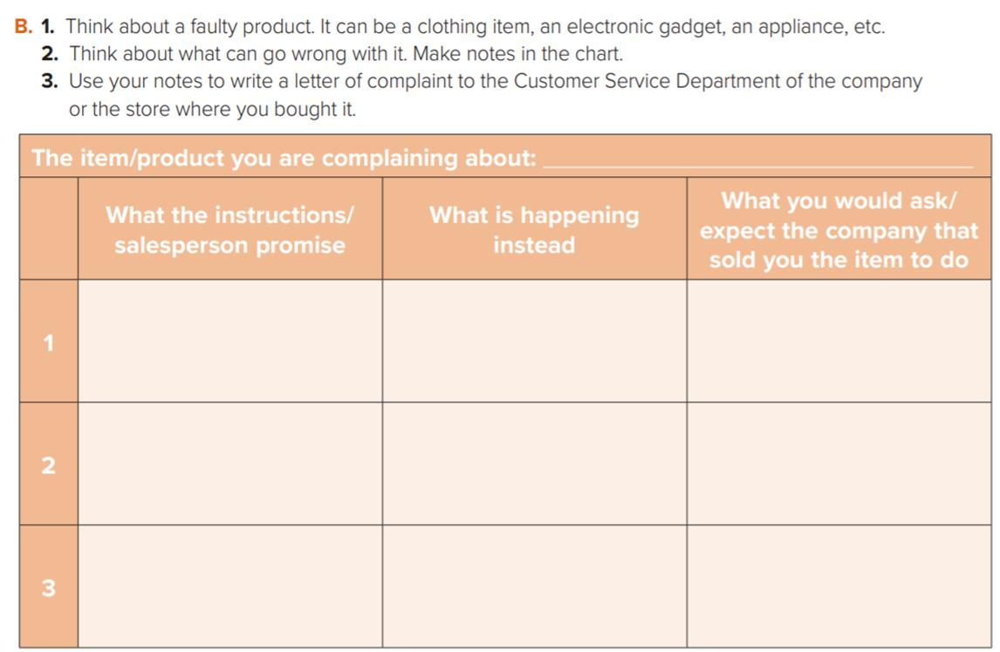 B. 1. Think about a faulty product. It can be a clothing item, an electronic gadget, an appliance, etc.
2. Think about what can go wrong with it. Make notes in the chart.
3. Use your notes to write a letter of complaint to the Customer Service Department of the company
or the store where you bought it.
The item/product you are complaining about: ______________________________
What the instructions/
salesperson promise
What is happening
instead
What you would ask/
expect the company that
sold you the item to do
1
2
3